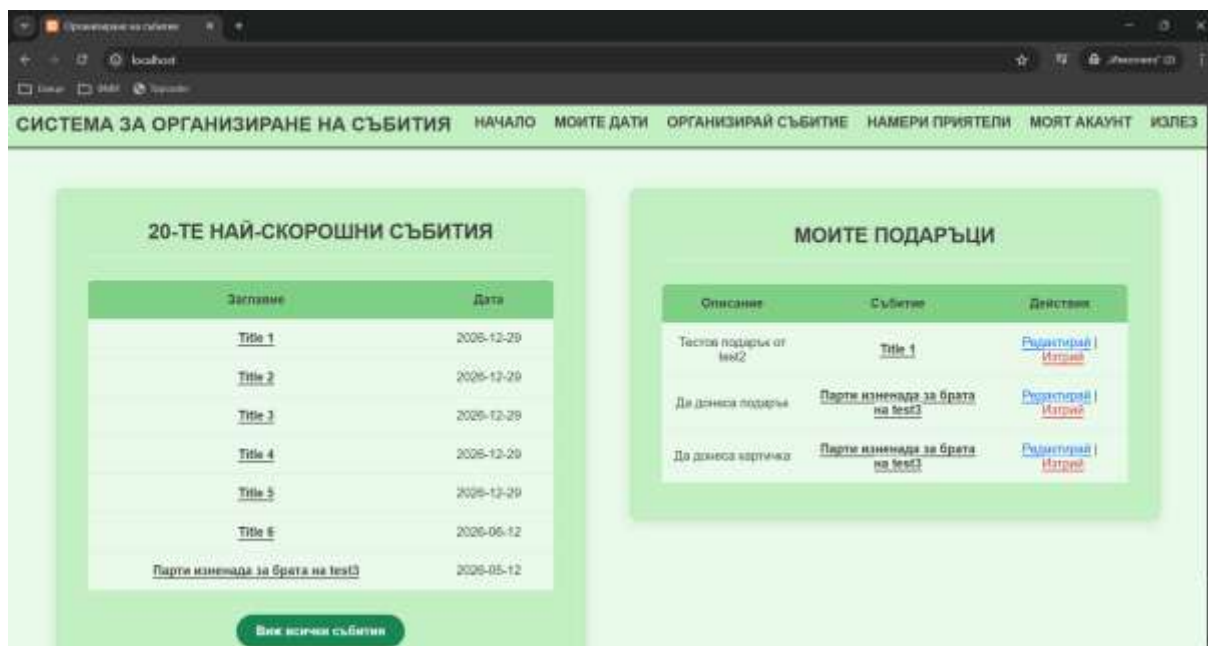 Организиране на събития
localhost
СИСТЕМА ЗА ОРГАНИЗИРАНЕ НА СЪБИТИЯ НАЧАЛО МОИТЕ ДАТИ ОРГАНИЗИРАЙ СЪБИТИЕ НАМЕРИ ПРИЯТЕЛИ МОЯТ АКАУНТ ИЗЛЕЗ
20-ТЕ НАЙ-СКОРОШНИ СЪБИТИЯ
Заглавие Дата
Title 1 2026-12-29
Title 2 2026-12-29
Title 3 2026-12-29
Title 4 2026-12-29
Title 5 2026-12-29
Title 6 2026-06-12
Парти изненада за брата на test3 2026-05-12
Виж всички събития
МОИТЕ ПОДАРЪЦИ
Описание Събитие Действия
Тестов подарък от
test2
Title 1
Редактирай |
Изтрий
Да донеса подарък
Парти изненада за брата
на test3
Редактирай |
Изтрий
Да донеса картичка
Парти изненада за брата
на test3
Редактирай |
Изтрий